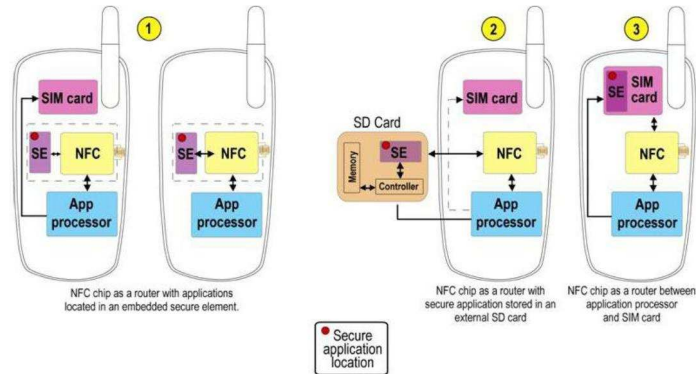 1
SIM card
SE
NFC
App
processor
NFC chip as a router with applications
located in an embedded secure element.
SE
NFC
App
processor
2
SD Card
Memory
SE
Controller
SIM card
NFC
App
processor
NFC chip as a router with
secure application stored in an
external SD card
3
SE
SIM
card
NFC
App
processor
NFC chip as a router between
application processor
and SIM card
Secure
application
location